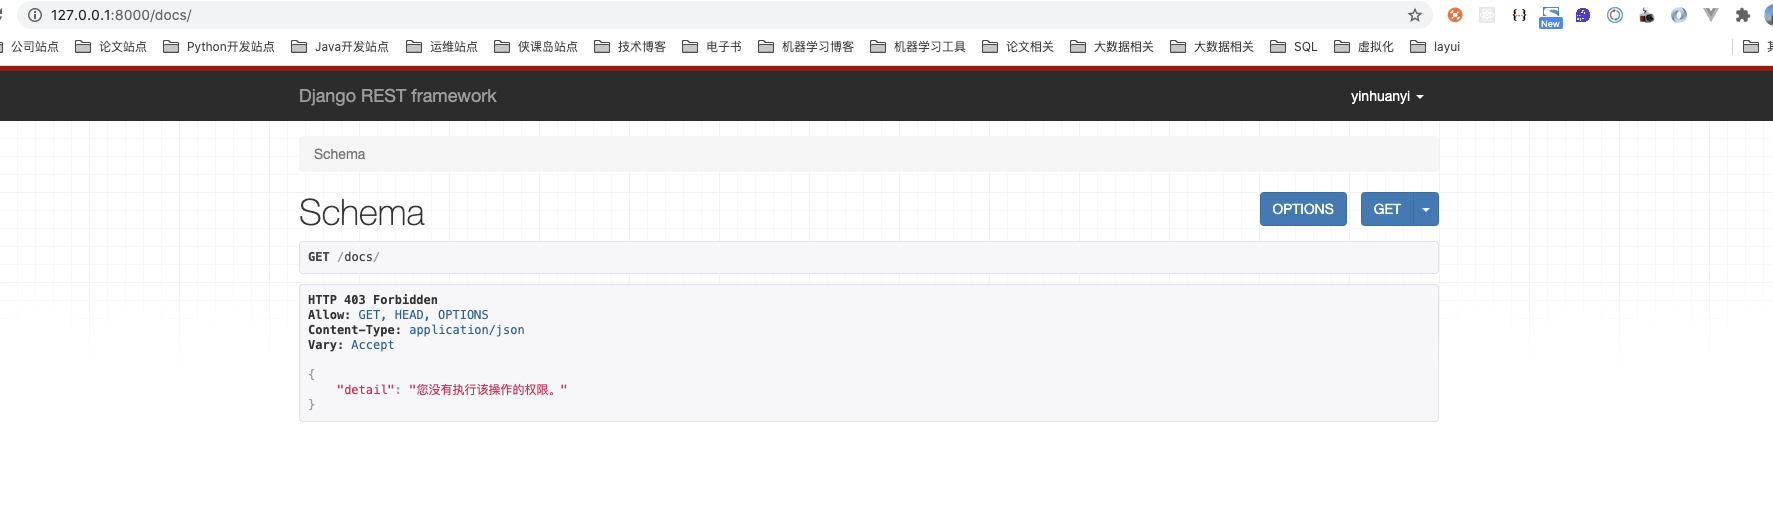 127.0.0.1:8000/docs/
New
公司站点 论文站点 Python开发站点 Java开发站点 运维站点 侠课岛站点 技术博客 电子书 机器学习博客 机器学习工具 论文相关 大数据相关 大数据相关 SQL 虚拟化 layui
Django REST framework yinhuanyi
Schema
Schema OPTIONS GET
GET /docs/
HTTP 403 Forbidden
Allow: GET, HEAD, OPTIONS
Content-Type: application/json
Vary: Accept
{
"detail": "您没有执行该操作的权限。"
}